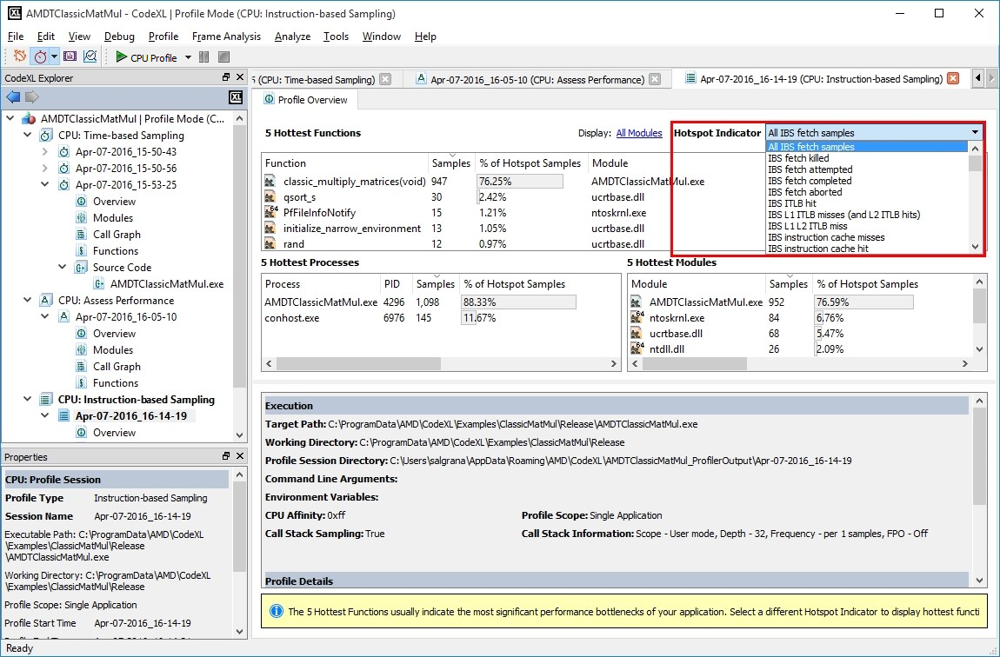 AMDTClassicMatMul - CodeXL | Profile Mode (CPU: Instruction-based Sampling)
File Edit View Debug Profile Frame Analysis Analyze Tools Window Help
CPU Profile
CodeXL Explorer
AMDTClassicMatMul | Profile Mode (C...
CPU: Time-based Sampling
Apr-07-2016_15-50-43
Apr-07-2016_15-50-56
Apr-07-2016_15-53-25
Overview
Modules
Call Graph
Functions
Source Code
AMDTClassicMatMul.exe
CPU: Assess Performance
Apr-07-2016_16-05-10
Overview
Modules
Call Graph
Functions
CPU: Instruction-based Sampling
Apr-07-2016_16-14-19
Overview
Properties
CPU: Profile Session
Profile Type Instruction-based Sampling
Session Name Apr-07-2016_16-14-19
Executable Path: C:\ProgramData\AMD\CodeXL
\Examples\ClassicMatMul\Release
\AMDTClassicMatMul.exe
Working Directory: C:\ProgramData\AMD\CodeXL
\Examples\ClassicMatMul\Release
Profile Scope: Single Application
Profile Start Time Apr-07-2016_16-14-19
5 (CPU: Time-based Sampling) Apr-07-2016_16-05-10 (CPU: Assess Performance) Apr-07-2016_16-14-19 (CPU: Instruction-based Sampling)
Profile Overview
5 Hottest Functions Display: All Modules Hotspot Indicator All IBS fetch samples
All IBS fetch samples
IBS fetch killed
IBS fetch attempted
IBS fetch completed
IBS fetch aborted
IBS ITLB hit
IBS L1 ITLB misses (and L2 ITLB hits)
IBS L1 L2 ITLB miss
IBS instruction cache misses
IBS instruction cache hit
Function Samples % of Hotspot Samples Module
classic_multiply_matrices(void) 947 76.25% AMDTClassicMatMul.exe
qsort_s 30 2.42% ucrtbase.dll
64 PfFileInfoNotify 15 1.21% ntoskrnl.exe
initialize_narrow_environment 13 1.05% ucrtbase.dll
rand 12 0.97% ucrtbase.dll
5 Hottest Processes
Process PID Samples % of Hotspot Samples
AMDTClassicMatMul.exe 4296 1,098 88.33%
conhost.exe 6976 145 11.67%
5 Hottest Modules
Module Samples % of Hotspot Samples
AMDTClassicMatMul.exe 952 76.59%
64 ntoskrnl.exe 84 6.76%
ucrtbase.dll 68 5.47%
64 ntdll.dll 26 2.09%
Execution
Target Path: C:\ProgramData\AMD\CodeXL\Examples\ClassicMatMul\Release\AMDTClassicMatMul.exe
Working Directory: C:\ProgramData\AMD\CodeXL\Examples\ClassicMatMul\Release
Profile Session Directory: C:\Users\salgrana\AppData\Roaming\AMD\CodeXL\AMDTClassicMatMul_ProfilerOutput\Apr-07-2016_16-14-19
Command Line Arguments:
Environment Variables:
CPU Affinity: 0xff Profile Scope: Single Application
Call Stack Sampling: True Call Stack Information: Scope - User mode, Depth - 32, Frequency - per 1 samples, FPO - Off
Profile Details
The 5 Hottest Functions usually indicate the most significant performance bottlenecks of your application. Select a different Hotspot Indicator to display hottest functi
Ready